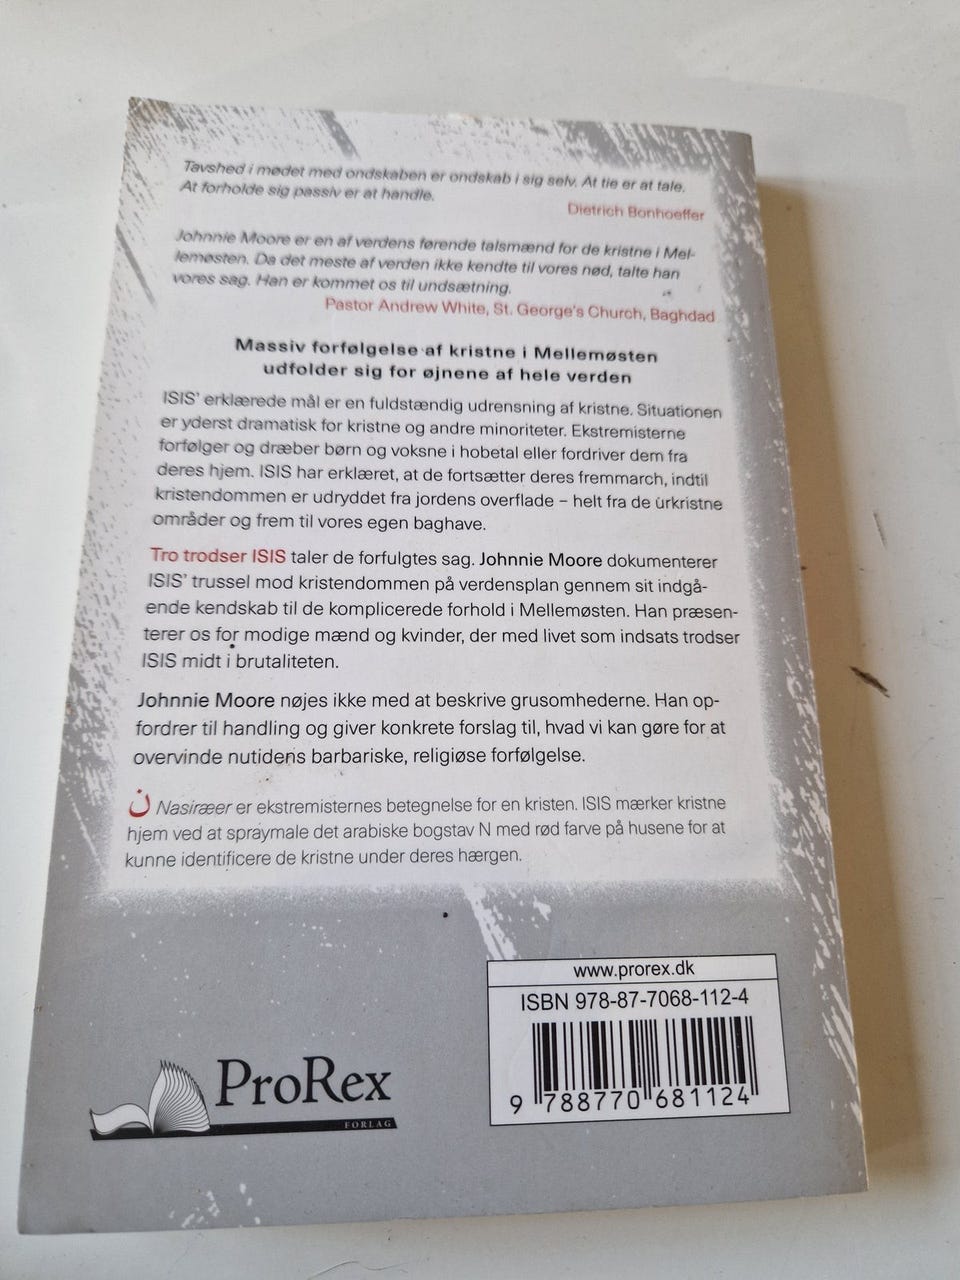 Tavshed i mødet med ondskaben er ondskab i sig selv. At tie er at tale.
At forholde sig passiv er at handle.
Dietrich Bonhoeffer
Johnnie Moore er en af verdens førende talsmænd for de kristne i Mel-
lemøsten. Da det meste af verden ikke kendte til vores nød, talte han
vores sag. Han er kommet os til undsætning.
Pastor Andrew White, St. George's Church, Baghdad
Massiv forfølgelse af kristne i Mellemøsten
udfolder sig for øjnene af hele verden
ISIS' erklærede mål er en fuldstændig udrensning af kristne. Situationen
er yderst dramatisk for kristne og andre minoriteter. Ekstremisterne
forfølger og dræber børn og voksne i hobetal eller fordriver dem fra
deres hjem. ISIS har erklæret, at de fortsætter deres fremmarch, indtil
kristendommen er udryddet fra jordens overflade – helt fra de urkristne
områder og frem til vores egen baghave.
Tro trodser ISIS taler de forfulgtes sag. Johnnie Moore dokumenterer
ISIS' trussel mod kristendommen på verdensplan gennem sit indgå-
ende kendskab til de komplicerede forhold i Mellemøsten. Han præsen-
terer os for modige mænd og kvinder, der med livet som indsats trodser
ISIS midt i brutaliteten.
Johnnie Moore nøjes ikke med at beskrive grusomhederne. Han op-
fordrer til handling og giver konkrete forslag til, hvad vi kan gøre for at
overvinde nutidens barbariske, religiøse forfølgelse.
ن Nasiræer er ekstremisternes betegnelse for en kristen. ISIS mærker kristne
hjem ved at spraymale det arabiske bogstav N med rød farve på husene for at
kunne identificere de kristne under deres hærgen.
www.prorex.dk
ISBN 978-87-7068-112-4
9 788770 681124
ProRex
FORLAG